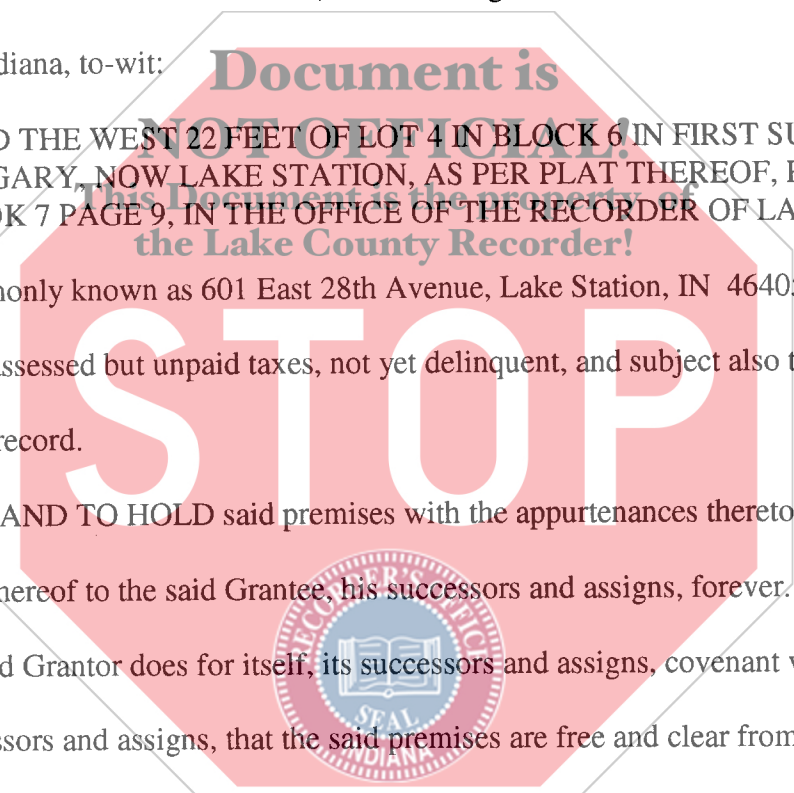 diana, to-wit:
Document is
THE WEST 22 FEET OF LOT 4 IN BLOCK 6 IN FIRST SU
NOT OFFICIAL!
GARY, NOW LAKE STATION, AS PER PLAT THEREOF,
This Document is the property of
OK 7 PAGE 9, IN THE OFFICE OF THE RECORDER OF LA
the Lake County Recorder!
nonly known as 601 East 28th Avenue, Lake Station, IN 4640
assessed but unpaid taxes, not yet delinquent, and subject also t
record.
STOP
AND TO HOLD said premises with the appurtenances thereto
hereof to the said Grantee, his successors and assigns, forever.
d Grantor does for itself, its successors and assigns, covenant
ssors and assigns, that the said premises are free and clear from
RECORDER'S OFFICE
SEAL
INDIANA